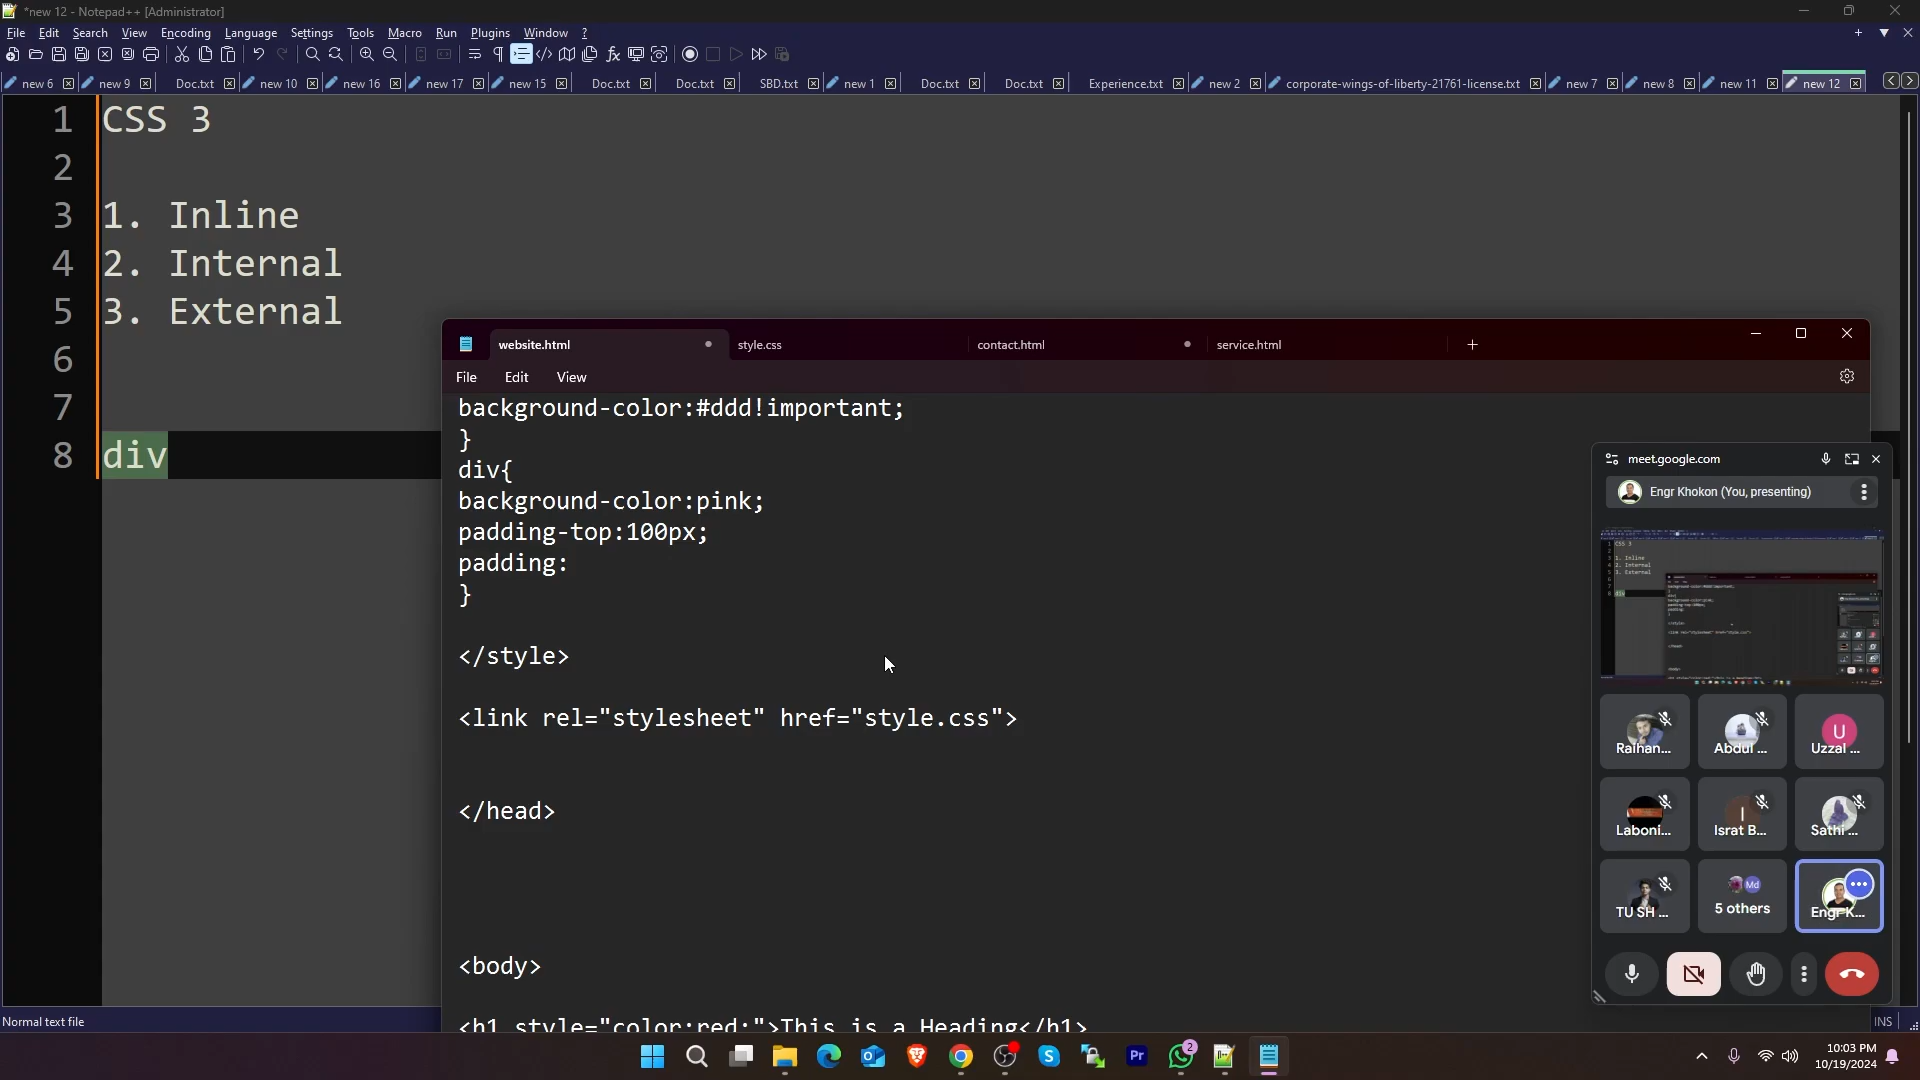 *new 12 - Notepad++ [Administrator]
File Edit Search View Encoding Language Settings Tools Macro Run Plugins Window ?
new 6 new 9 Doc.txt new 10 new 16 new 17 new 15 Doc.txt Doc.txt SBD.txt new 1 Doc.txt Doc.txt Experience.txt new 2 corporate-wings-of-liberty-21761-license.txt new 7 new 8 new 11 new 12
1 CSS 3
2
3 1. Inline
4 2. Internal
5 3. External
6
7
8 div
website.html style.css contact.html service.html
File Edit View
background-color:#ddd!important;
}
div{
background-color:pink;
padding-top:100px;
padding:
}
</style>
<link rel="stylesheet" href="style.css">
</head>
<body>
<h1 style="color:red;">This is a Heading</h1>
meet.google.com
Engr Khokon (You, presenting)
Raihan... Abdul ... U Uzzal ...
Laboni... I Israt B... Sathi ...
TU SH ... Md 5 others Engr K...
Normal text file
INS
Pr
2
10:03 PM
10/19/2024